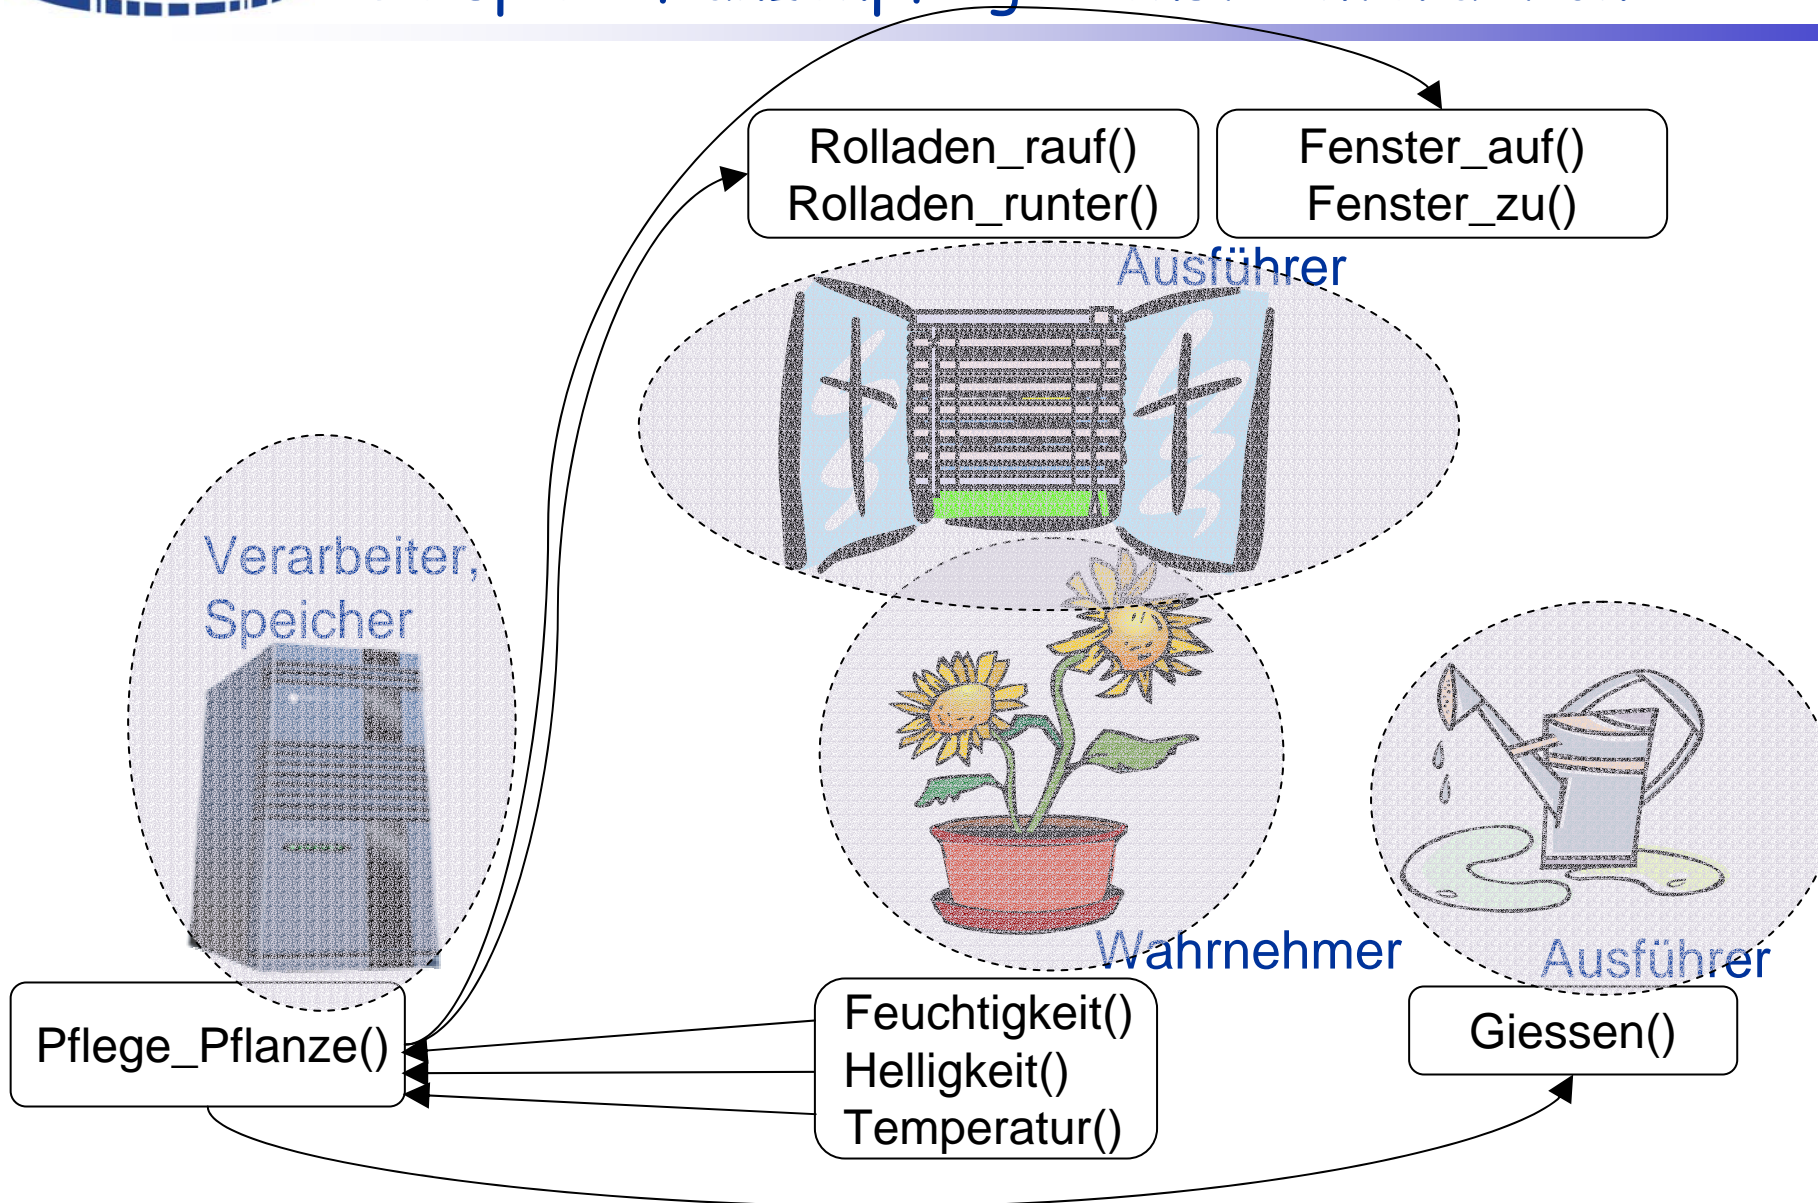 Rolladen_rauf()
Rolladen_runter()
Fenster_auf()
Fenster_zu()
Ausführer
Verarbeiter,
Speicher
Wahrnehmer
Ausführer
Pflege_Pflanze()
Feuchtigkeit()
Helligkeit()
Temperatur()
Giessen()